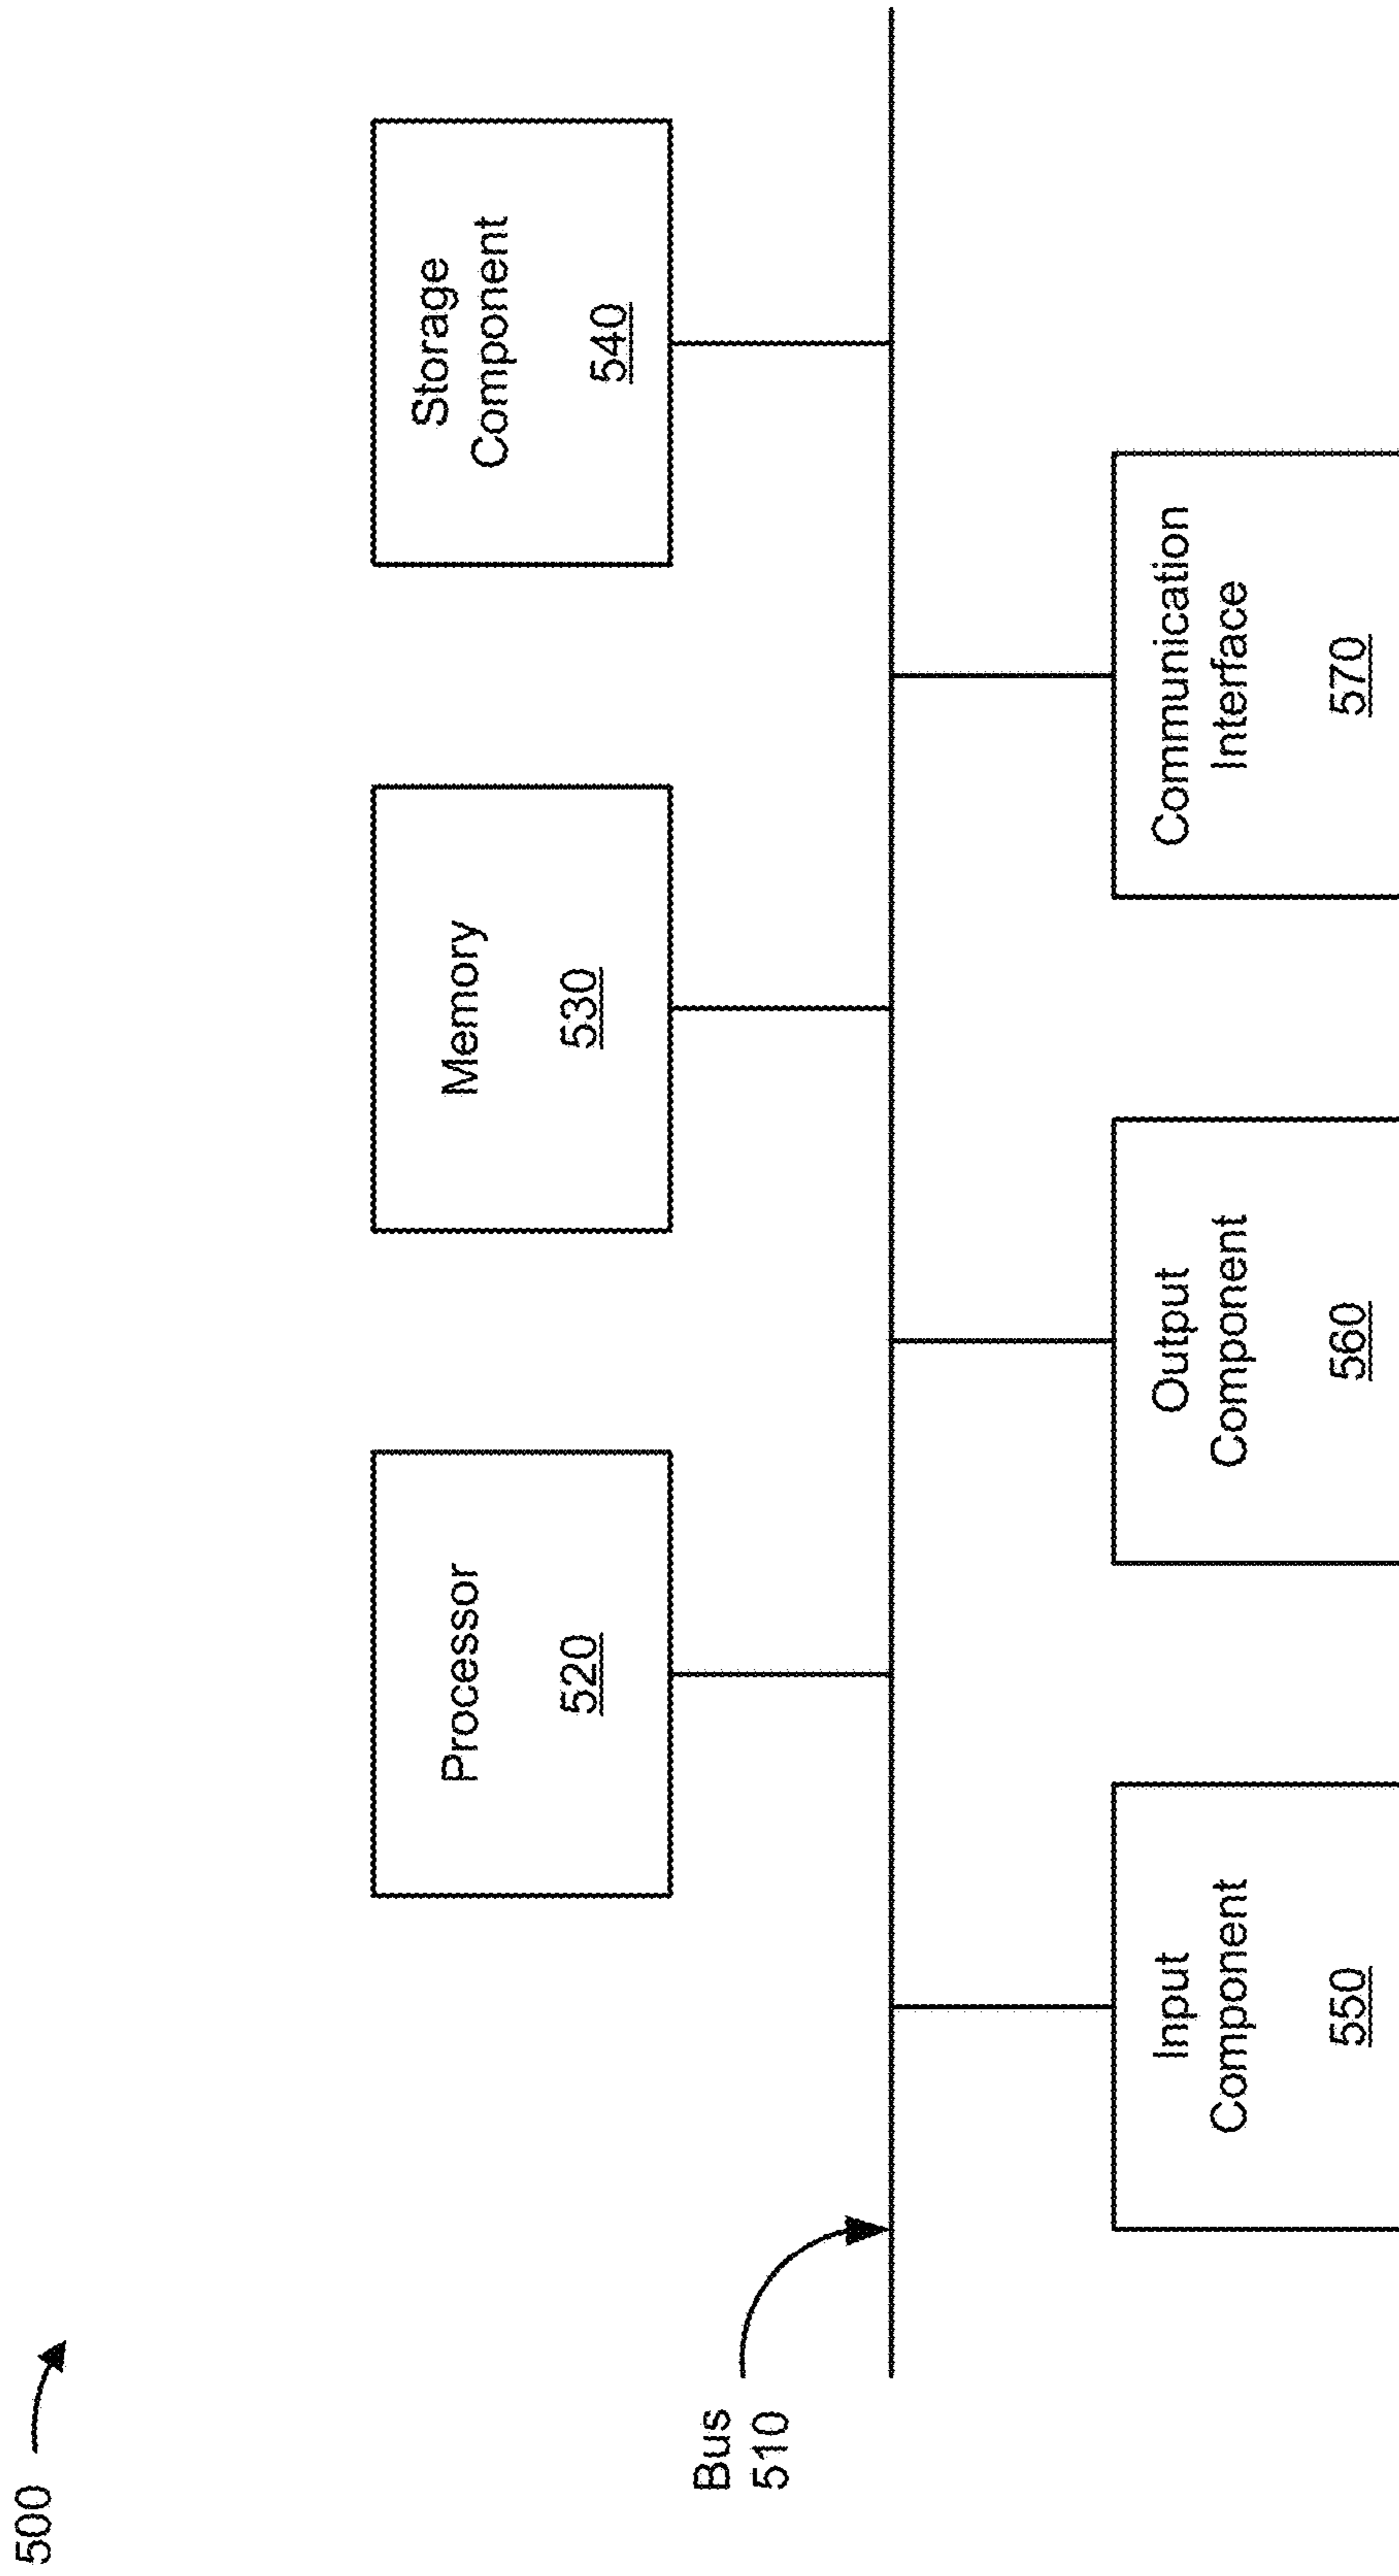 500
Processor
520
Memory
530
Storage
Component
540
Bus
510
Input
Component
550
Output
Component
560
Communication
Interface
570